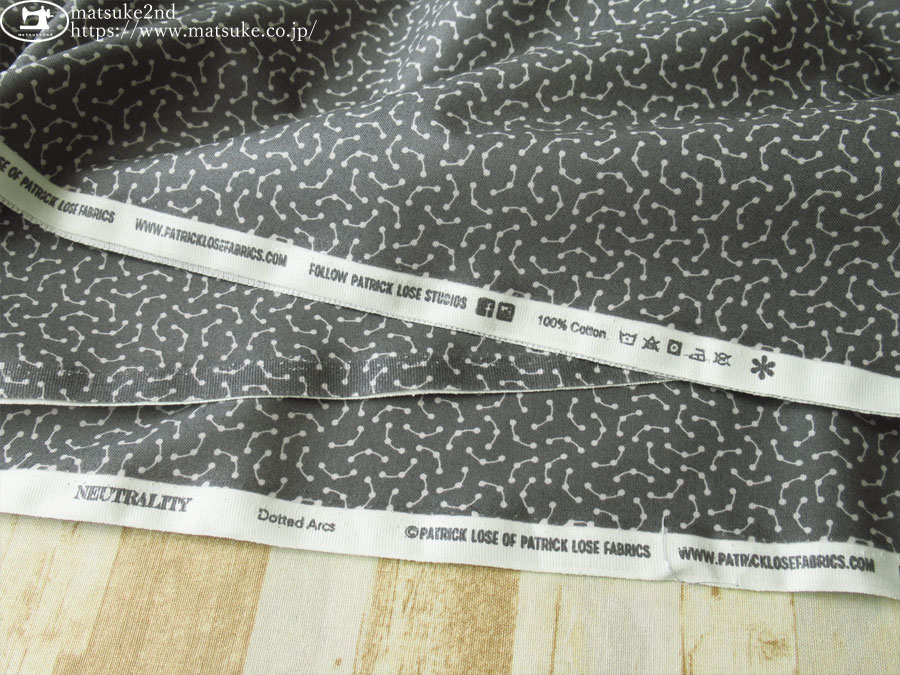 matsuke2nd
https://www.matsuke.co.jp/
matsuke2nd
OF PATRICK LOSE FABRICS WWW.PATRICKLOSEFABRICS.COM FOLLOW PATRICK LOSE STUDIOS 100% Cotton
NEUTRALITY Dotted Arcs ©PATRICK LOSE OF PATRICK LOSE FABRICS WWW.PATRICKLOSEFABRICS.COM